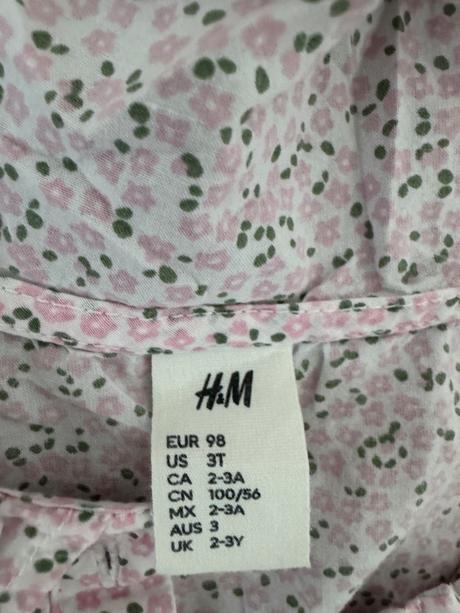 H&M
EUR 98
US 3T
CA 2-3A
CN 100/56
MX 2-3A
AUS 3
UK 2-3Y